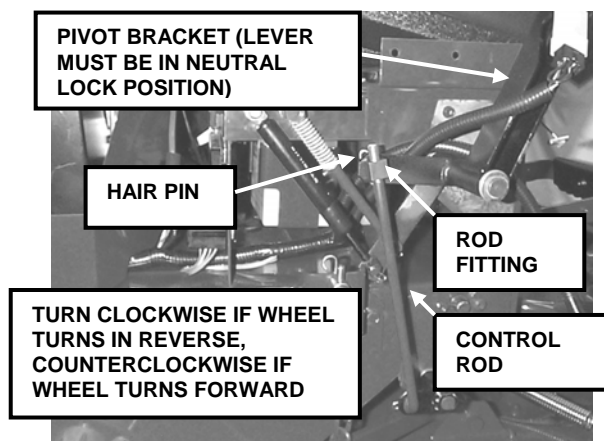 PIVOT BRACKET (LEVER
MUST BE IN NEUTRAL
LOCK POSITION)
HAIR PIN
ROD
FITTING
TURN CLOCKWISE IF WHEEL
TURNS IN REVERSE,
COUNTERCLOCKWISE IF
WHEEL TURNS FORWARD
CONTROL
ROD